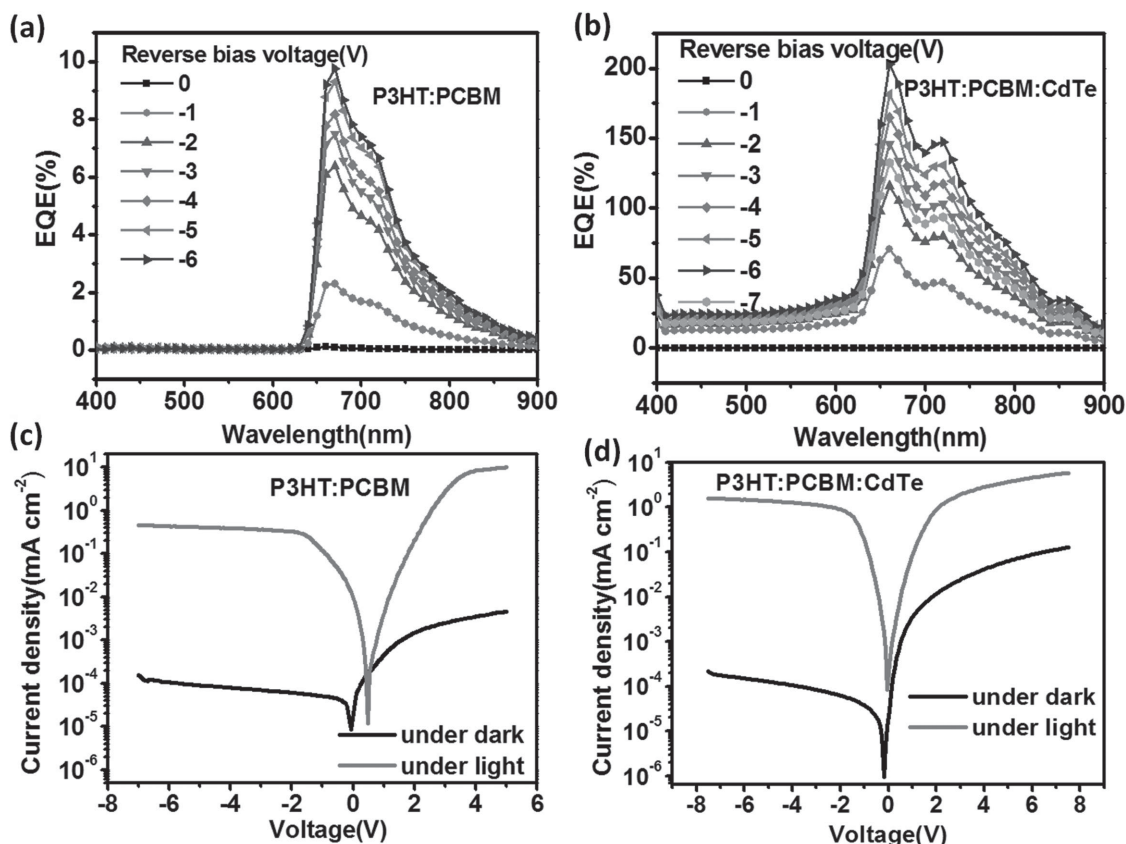 (a)
Reverse bias voltage(V)
0
-1
-2
-3
-4
-5
-6
P3HT:PCBM
EQE(%)
10
8
6
4
2
0
400 500 600 700 800 900
Wavelength(nm)
(b)
Reverse bias voltage(V)
0
-1
-2
-3
-4
-5
-6
-7
P3HT:PCBM:CdTe
EQE(%)
200
150
100
50
0
400 500 600 700 800 900
Wavelength(nm)
(c)
P3HT:PCBM
Current density(mA cm⁻²)
10¹
10⁰
10⁻¹
10⁻²
10⁻³
10⁻⁴
10⁻⁵
10⁻⁶
under dark
under light
-8 -6 -4 -2 0 2 4 6
Voltage(V)
(d)
P3HT:PCBM:CdTe
Current density(mA cm⁻²)
10¹
10⁰
10⁻¹
10⁻²
10⁻³
10⁻⁴
10⁻⁵
10⁻⁶
under dark
under light
-8 -6 -4 -2 0 2 4 6 8
Voltage(V)